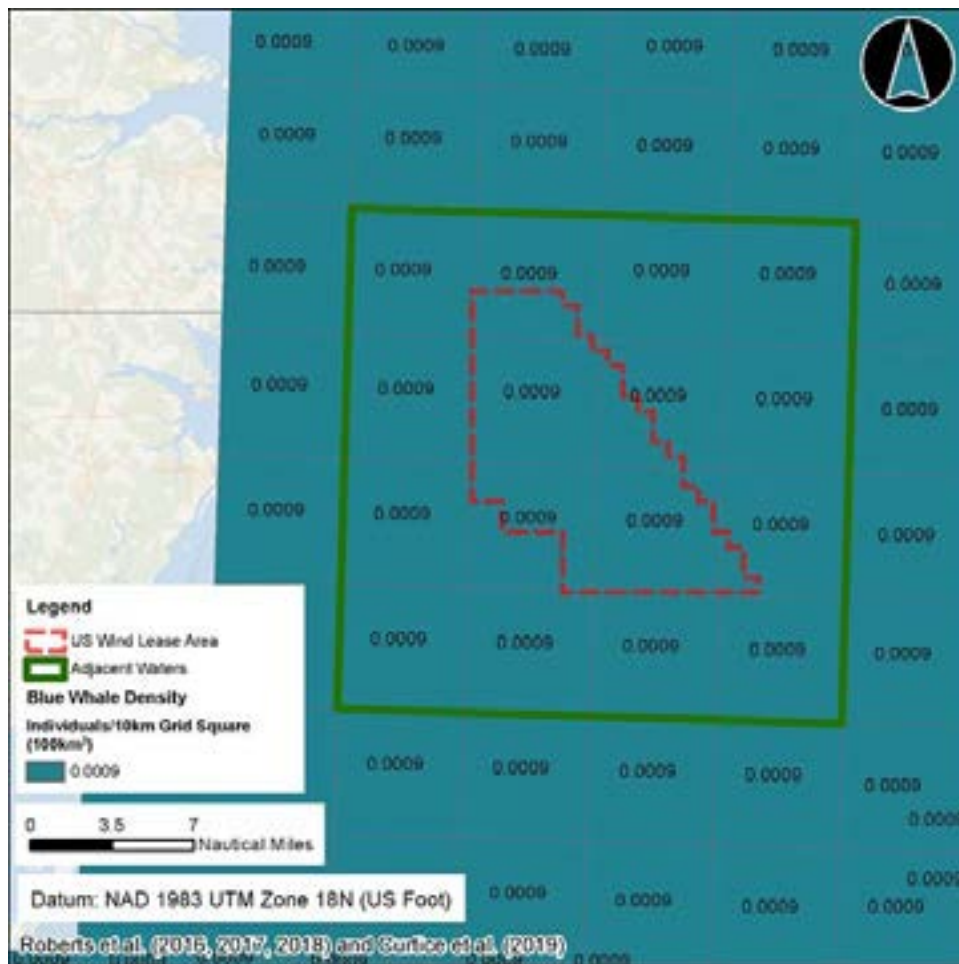 0.0009 0.0009 0.0009 0.0009 0.0009
0.0009 0.0009 0.0009 0.0009 0.0009 0.0009
0.0009 0.0009 0.0009 0.0009 0.0009 0.0009
0.0009 0.0009 0.0009 0.0009 0.0009 0.0009
0.0009 0.0009 0.0009 0.0009 0.0009 0.0009
0.0009 0.0009 0.0009 0.0009 0.0009
0.0009 0.0009 0.0009 0.0009 0.0009
0.0009
0.0009
0.0009 0.0009 0.0009 0.0009
Legend
US Wind Lease Area
Adjacent Waters
Blue Whale Density
Individuals/10km Grid Square
(100km²)
0.0009
0 3.5 7
Nautical Miles
Datum: NAD 1983 UTM Zone 18N (US Foot)
Roberts et al. (2016, 2017, 2018) and Curtice et al. (2019)
0.0009